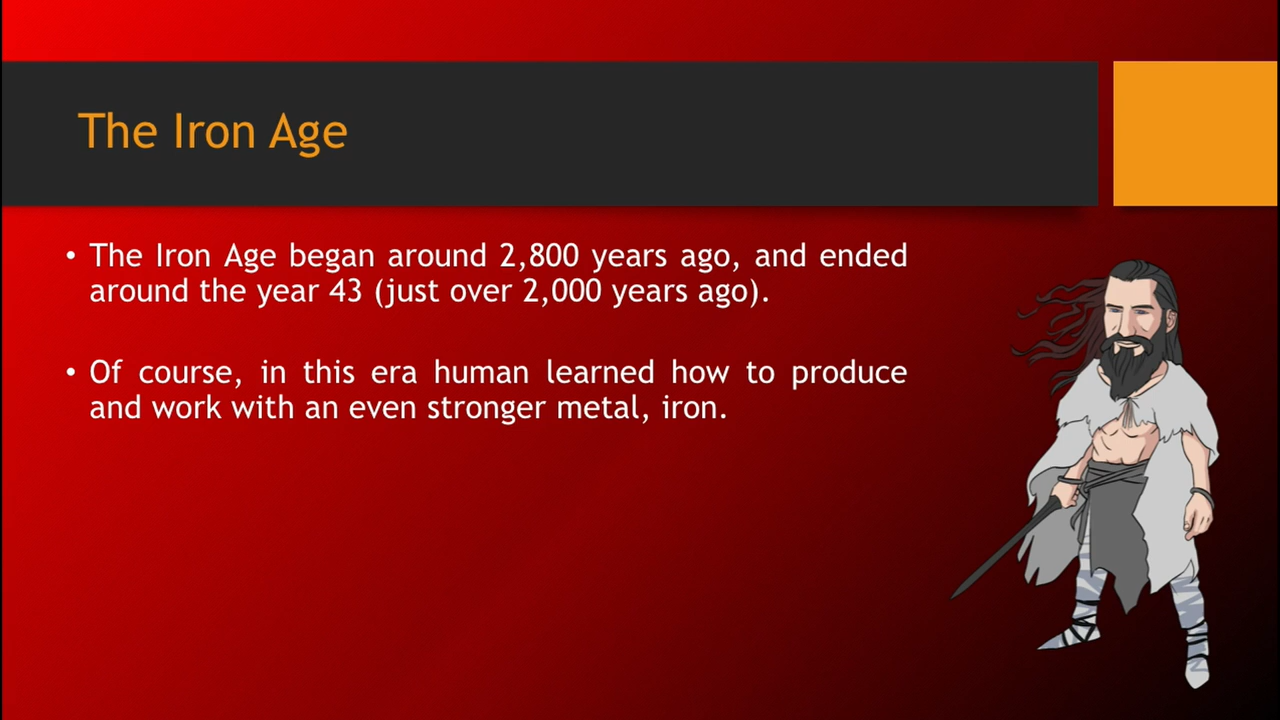 The Iron Age
• The Iron Age began around 2,800 years ago, and ended
around the year 43 (just over 2,000 years ago).
• Of course, in this era human learned how to produce
and work with an even stronger metal, iron.